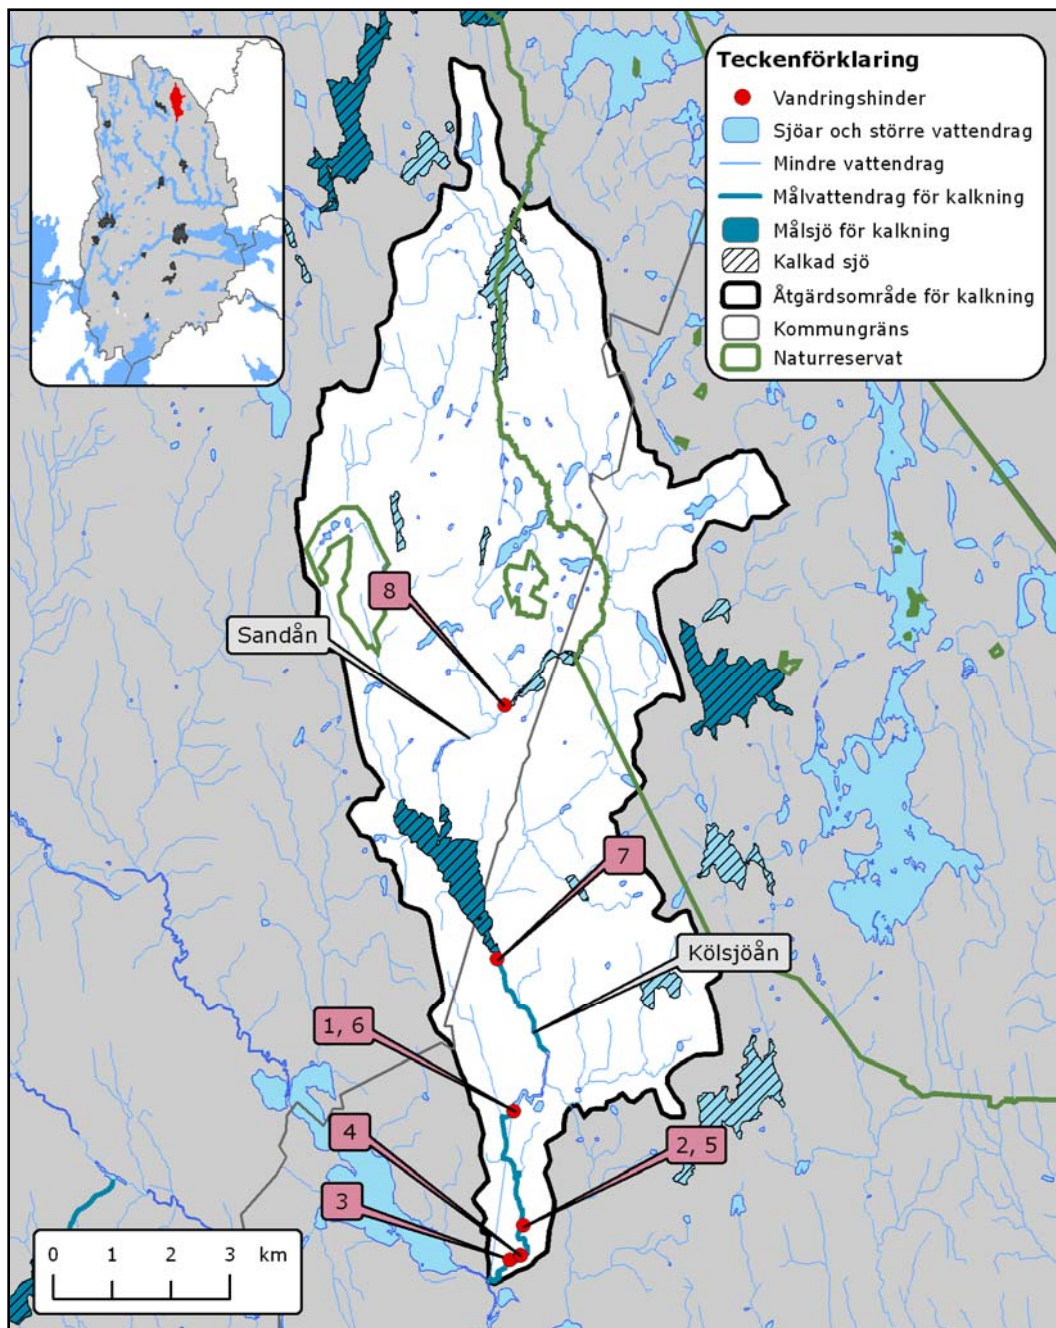 Teckenförklaring
Vandringshinder
Sjöar och större vattendrag
Mindre vattendrag
Målvattendrag för kalkning
Målsjö för kalkning
Kalkad sjö
Åtgärdsområde för kalkning
Kommungräns
Naturreservat
8
Sandån
7
Kölsjöån
1, 6
4
2, 5
3
0 1 2 3 km